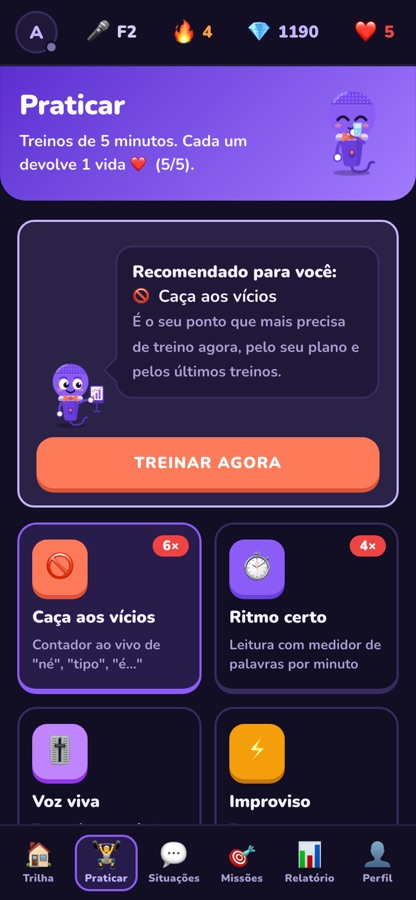 A
F2
4
1190
5
Praticar
Treinos de 5 minutos. Cada um
devolve 1 vida ❤️ (5/5).
Recomendado para você:
🚫 Caça aos vícios
É o seu ponto que mais precisa
de treino agora, pelo seu plano e
pelos últimos treinos.
TREINAR AGORA
6×
Caça aos vícios
Contador ao vivo de
"né", "tipo", "é..."
4×
Ritmo certo
Leitura com medidor de
palavras por minuto
Voz viva
Improviso
Trilha
Praticar
Situações
Missões
Relatório
Perfil